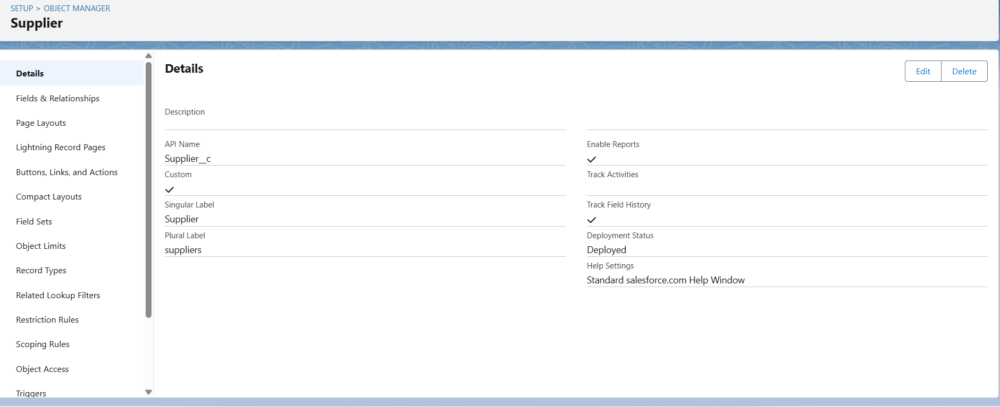 SETUP > OBJECT MANAGER
Supplier
Details
Fields & Relationships
Page Layouts
Lightning Record Pages
Buttons, Links, and Actions
Compact Layouts
Field Sets
Object Limits
Record Types
Related Lookup Filters
Restriction Rules
Scoping Rules
Object Access
Triggers
Details
Edit
Delete
Description
API Name
Supplier__c
Custom
Singular Label
Supplier
Plural Label
suppliers
Enable Reports
Track Activities
Track Field History
Deployment Status
Deployed
Help Settings
Standard salesforce.com Help Window